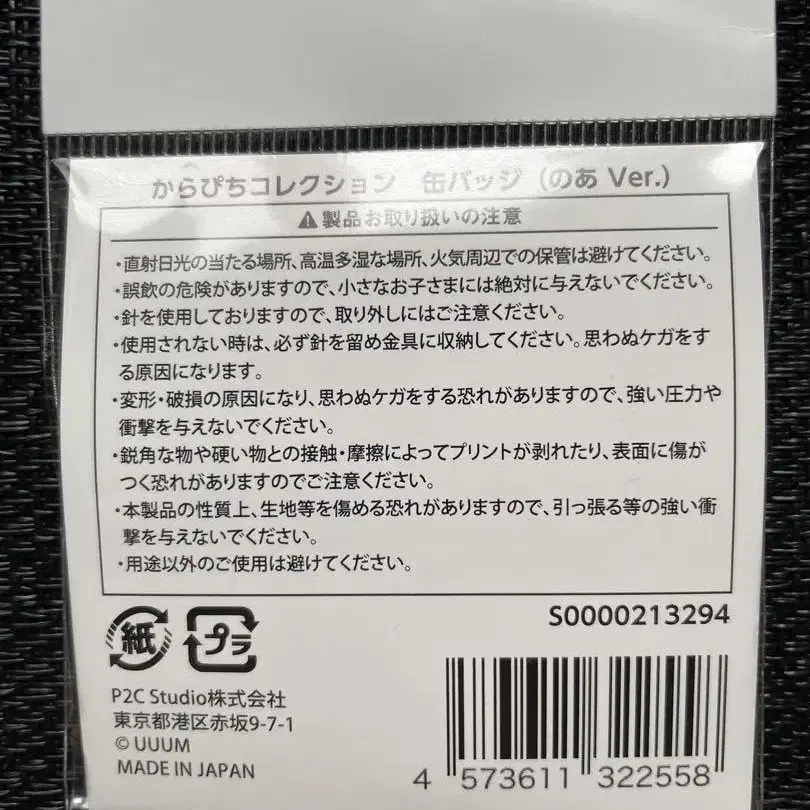 からぴちコレクション 缶バッジ（のあ Ver.）
製品お取り扱いの注意
・直射日光の当たる場所、高温多湿な場所、火気周辺での保管は避けてください。
・誤飲の危険がありますので、小さなお子さまには絶対に与えないでください。
・針を使用しておりますので、取り外しにはご注意ください。
・使用されない時は、必ず針を留め金具に収納してください。思わぬケガをす
る原因になります。
・変形・破損の原因になり、思わぬケガをする恐れがありますので、強い圧力や
衝撃を与えないでください。
・鋭角な物や硬い物との接触・摩擦によってプリントが剥れたり、表面に傷が
つく恐れがありますのでご注意ください。
・本製品の性質上、生地等を傷める恐れがありますので、引っ張る等の強い衝
撃を与えないでください。
・用途以外のご使用は避けてください。
S0000213294
紙
プラ
P2C Studio株式会社
東京都港区赤坂9-7-1
© UUUM
MADE IN JAPAN
4 573611 322558